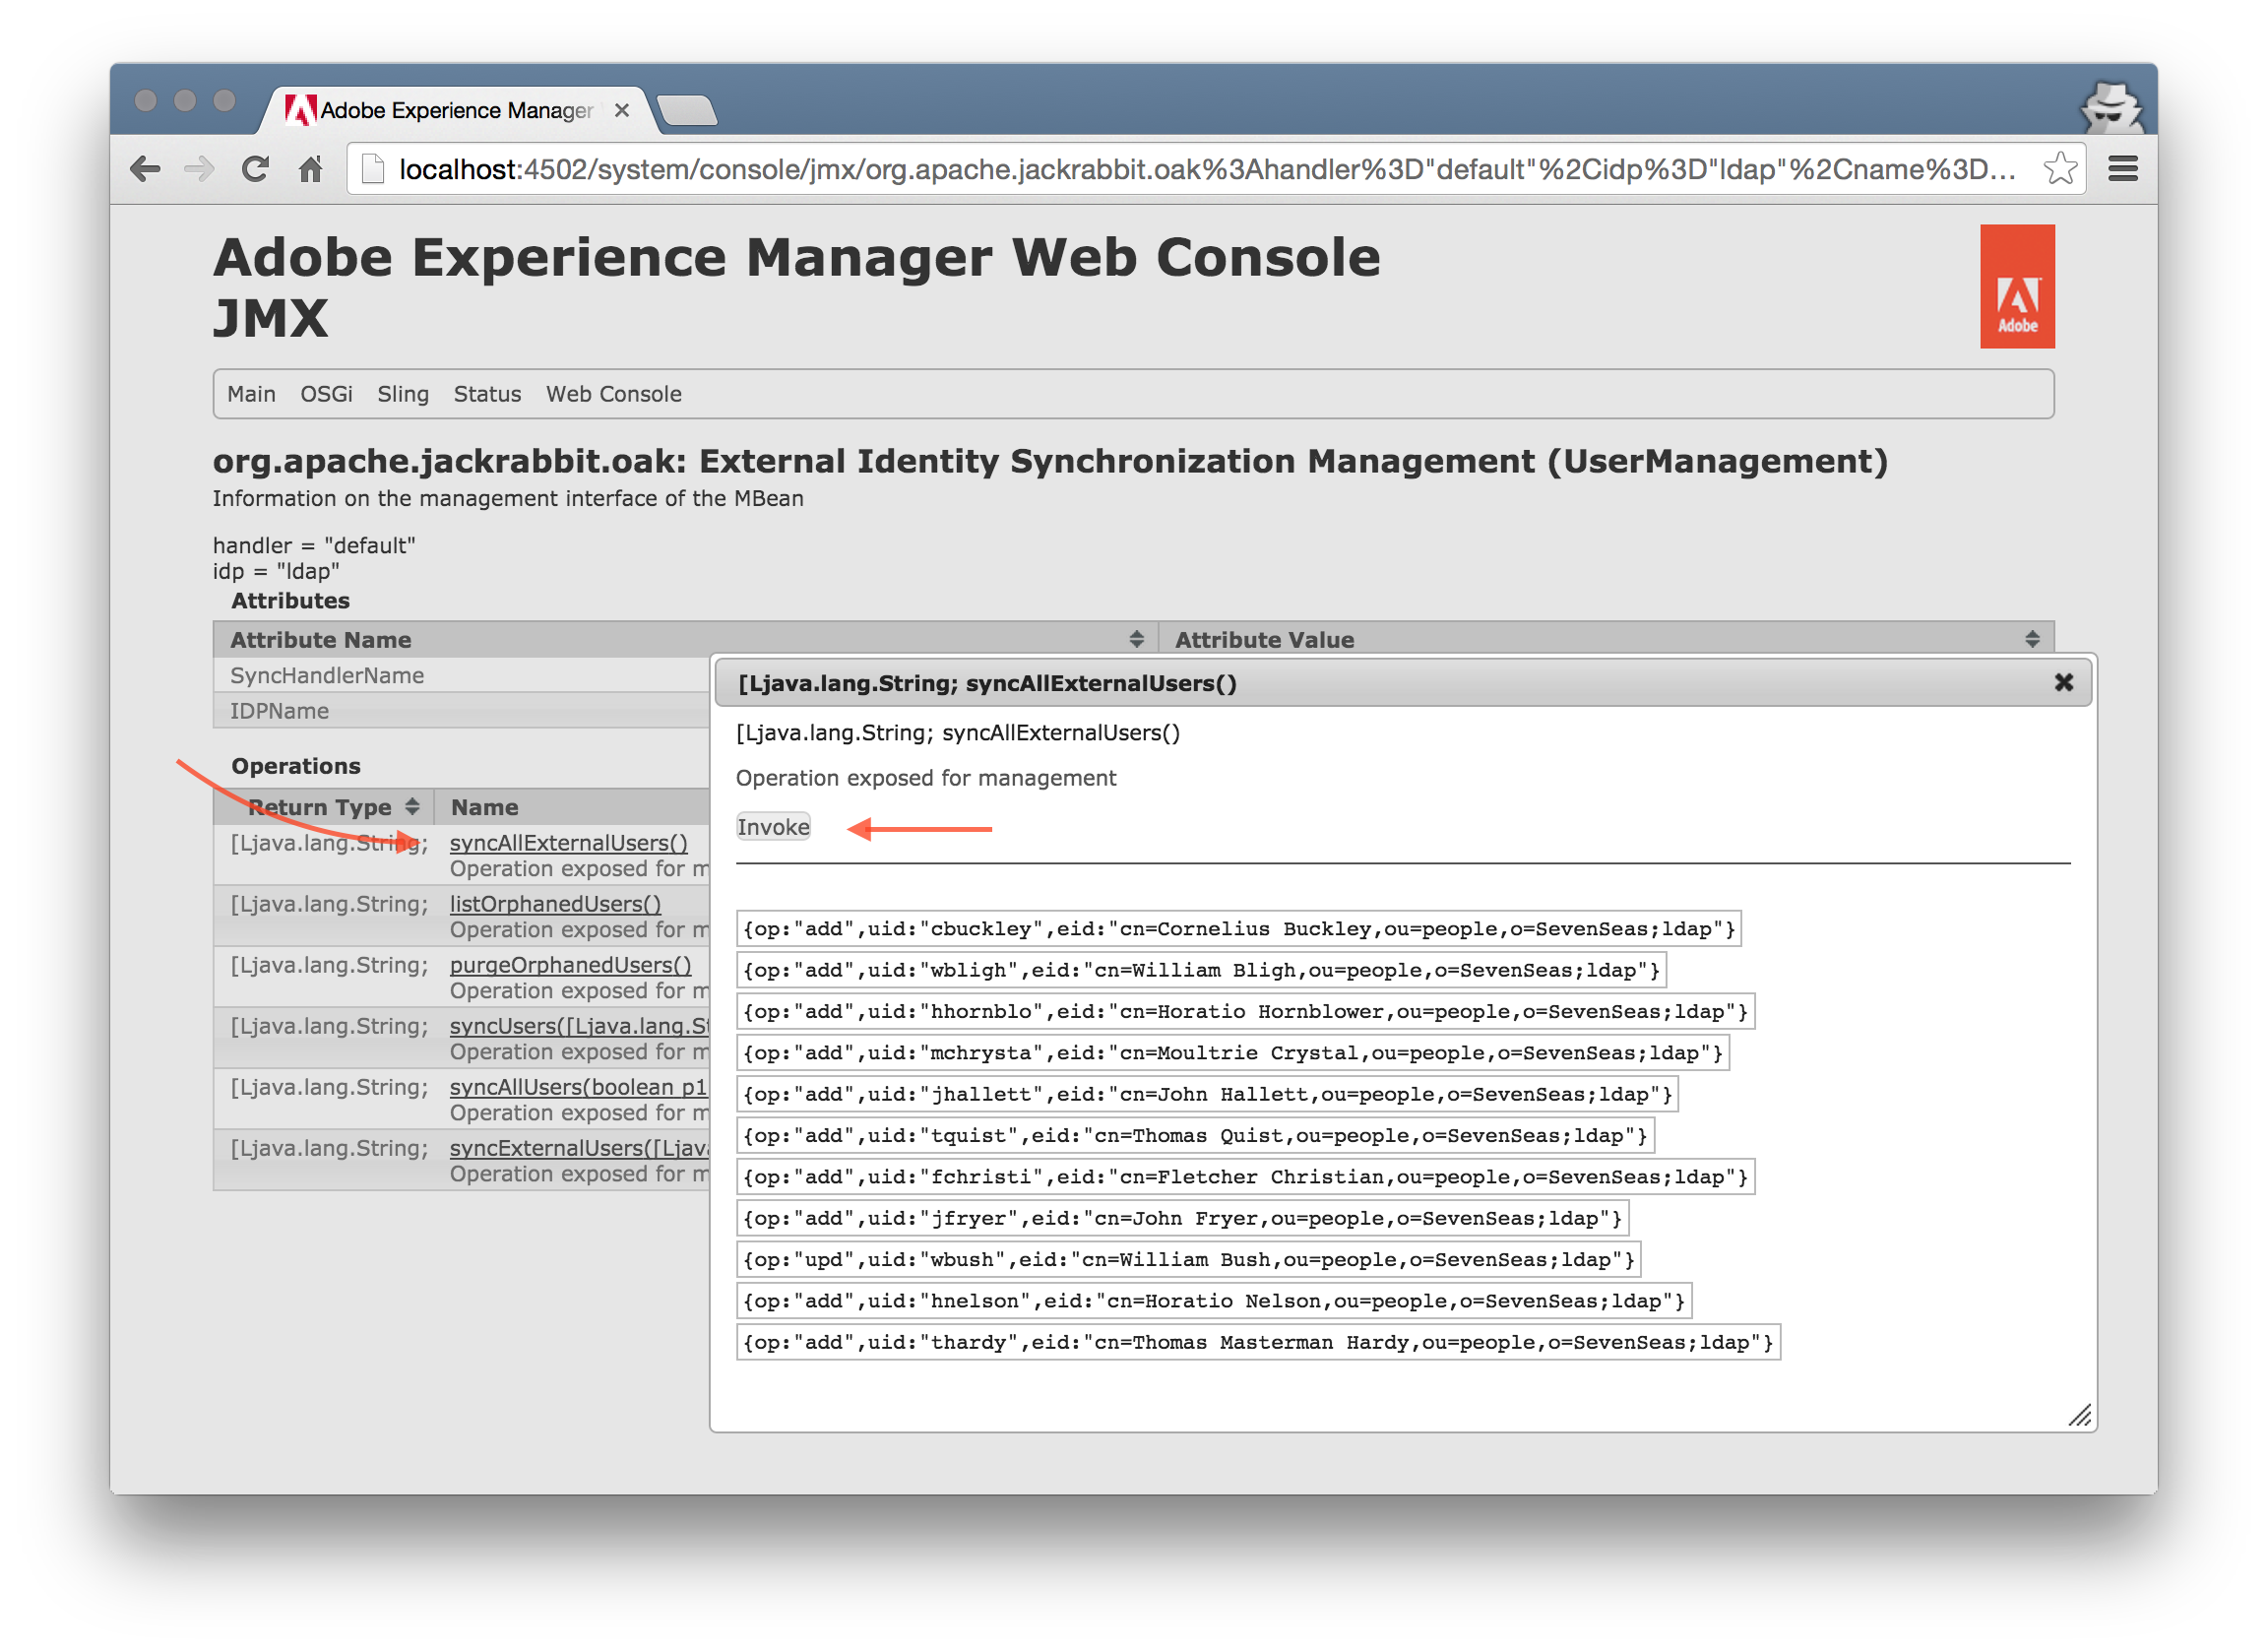 Adobe Experience Manager
localhost:4502/system/console/jmx/org.apache.jackrabbit.oak%3Ahandler%3D"default"%2Cidp%3D"ldap"%2Cname%3D...
Adobe Experience Manager Web Console
JMX
Adobe
Main OSGi Sling Status Web Console
org.apache.jackrabbit.oak: External Identity Synchronization Management (UserManagement)
Information on the management interface of the MBean
handler = "default"
idp = "ldap"
Attributes
Attribute Name Attribute Value
SyncHandlerName
IDPName
Operations
Return Type Name
[Ljava.lang.String; syncAllExternalUsers()
Operation exposed for m
[Ljava.lang.String; listOrphanedUsers()
Operation exposed for m
[Ljava.lang.String; purgeOrphanedUsers()
Operation exposed for m
[Ljava.lang.String; syncUsers([Ljava.lang.St
Operation exposed for m
[Ljava.lang.String; syncAllUsers(boolean p1
Operation exposed for m
[Ljava.lang.String; syncExternalUsers([Ljava
Operation exposed for m
[Ljava.lang.String; syncAllExternalUsers()
[Ljava.lang.String; syncAllExternalUsers()
Operation exposed for management
Invoke
{op:"add",uid:"cbuckley",eid:"cn=Cornelius Buckley,ou=people,o=SevenSeas;ldap"}
{op:"add",uid:"wbligh",eid:"cn=William Bligh,ou=people,o=SevenSeas;ldap"}
{op:"add",uid:"hhornblo",eid:"cn=Horatio Hornblower,ou=people,o=SevenSeas;ldap"}
{op:"add",uid:"mchrysta",eid:"cn=Moultrie Crystal,ou=people,o=SevenSeas;ldap"}
{op:"add",uid:"jhallett",eid:"cn=John Hallett,ou=people,o=SevenSeas;ldap"}
{op:"add",uid:"tquist",eid:"cn=Thomas Quist,ou=people,o=SevenSeas;ldap"}
{op:"add",uid:"fchristi",eid:"cn=Fletcher Christian,ou=people,o=SevenSeas;ldap"}
{op:"add",uid:"jfryer",eid:"cn=John Fryer,ou=people,o=SevenSeas;ldap"}
{op:"upd",uid:"wbush",eid:"cn=William Bush,ou=people,o=SevenSeas;ldap"}
{op:"add",uid:"hnelson",eid:"cn=Horatio Nelson,ou=people,o=SevenSeas;ldap"}
{op:"add",uid:"thardy",eid:"cn=Thomas Masterman Hardy,ou=people,o=SevenSeas;ldap"}